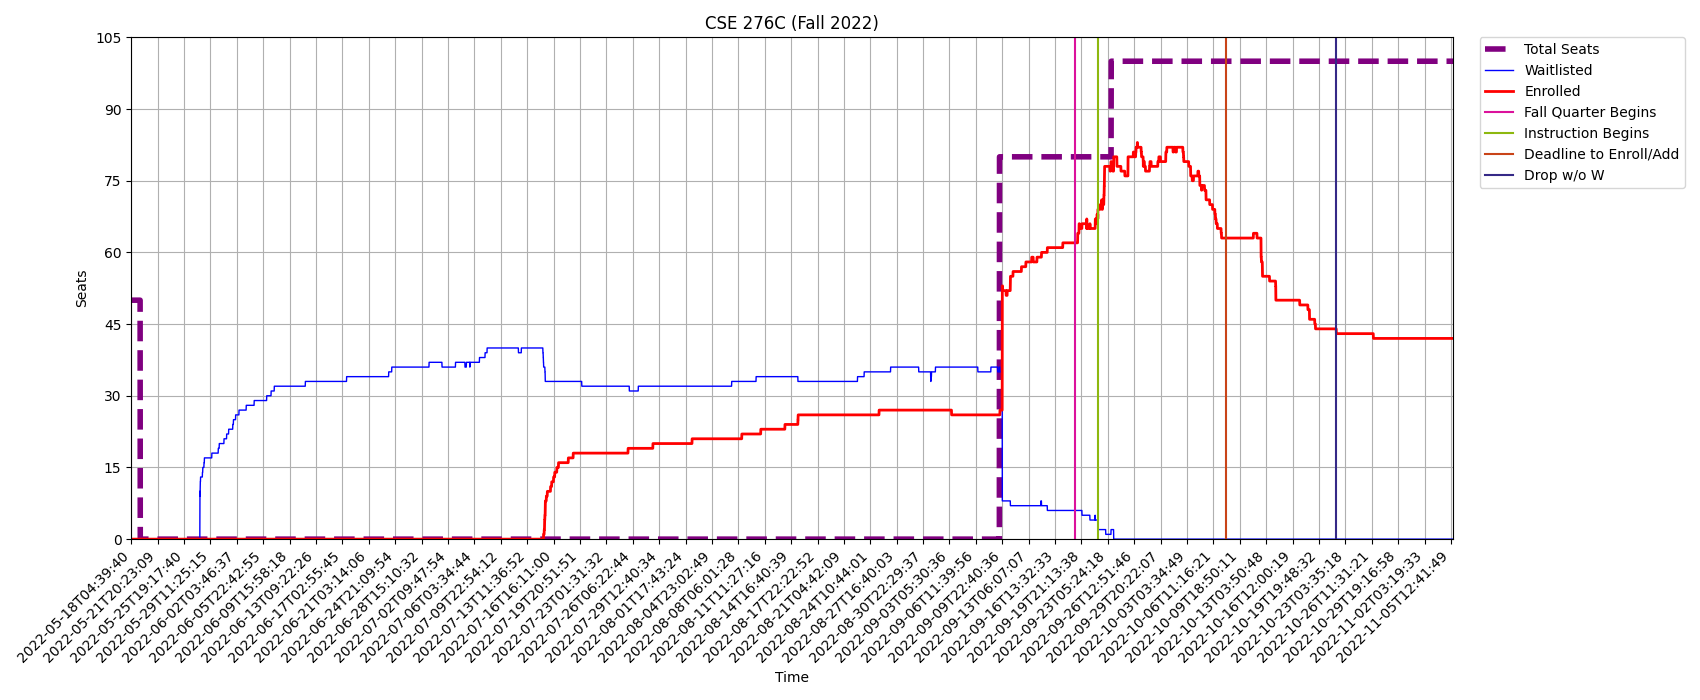 CSE 276C (Fall 2022)
105
90
75
60
45
30
15
0
Seats
2022-05-18T04:39:40
2022-05-21T20:23:09
2022-05-25T19:17:40
2022-05-29T11:25:15
2022-06-02T03:46:37
2022-06-05T22:42:55
2022-06-09T15:58:18
2022-06-13T09:22:26
2022-06-17T02:55:45
2022-06-21T03:14:06
2022-06-24T21:09:54
2022-06-28T15:10:32
2022-07-02T09:47:54
2022-07-06T03:34:44
2022-07-09T22:54:12
2022-07-13T11:36:52
2022-07-16T16:11:00
2022-07-19T20:51:51
2022-07-23T01:31:32
2022-07-26T06:22:44
2022-07-29T12:40:34
2022-08-01T17:43:24
2022-08-04T23:02:49
2022-08-08T06:01:28
2022-08-11T11:27:16
2022-08-14T16:40:39
2022-08-17T22:22:52
2022-08-21T04:42:09
2022-08-24T10:44:01
2022-08-27T16:40:03
2022-08-30T22:29:37
2022-09-03T05:30:36
2022-09-06T11:39:56
2022-09-09T22:40:36
2022-09-13T06:07:07
2022-09-16T13:32:33
2022-09-19T21:13:38
2022-09-23T05:24:18
2022-09-26T12:51:46
2022-09-29T20:22:07
2022-10-03T03:34:49
2022-10-06T11:16:21
2022-10-09T18:50:11
2022-10-13T03:50:48
2022-10-16T12:00:19
2022-10-19T19:48:32
2022-10-23T03:35:18
2022-10-26T11:31:21
2022-10-29T19:16:58
2022-11-02T03:19:33
2022-11-05T12:41:49
Time
Total Seats
Waitlisted
Enrolled
Fall Quarter Begins
Instruction Begins
Deadline to Enroll/Add
Drop w/o W